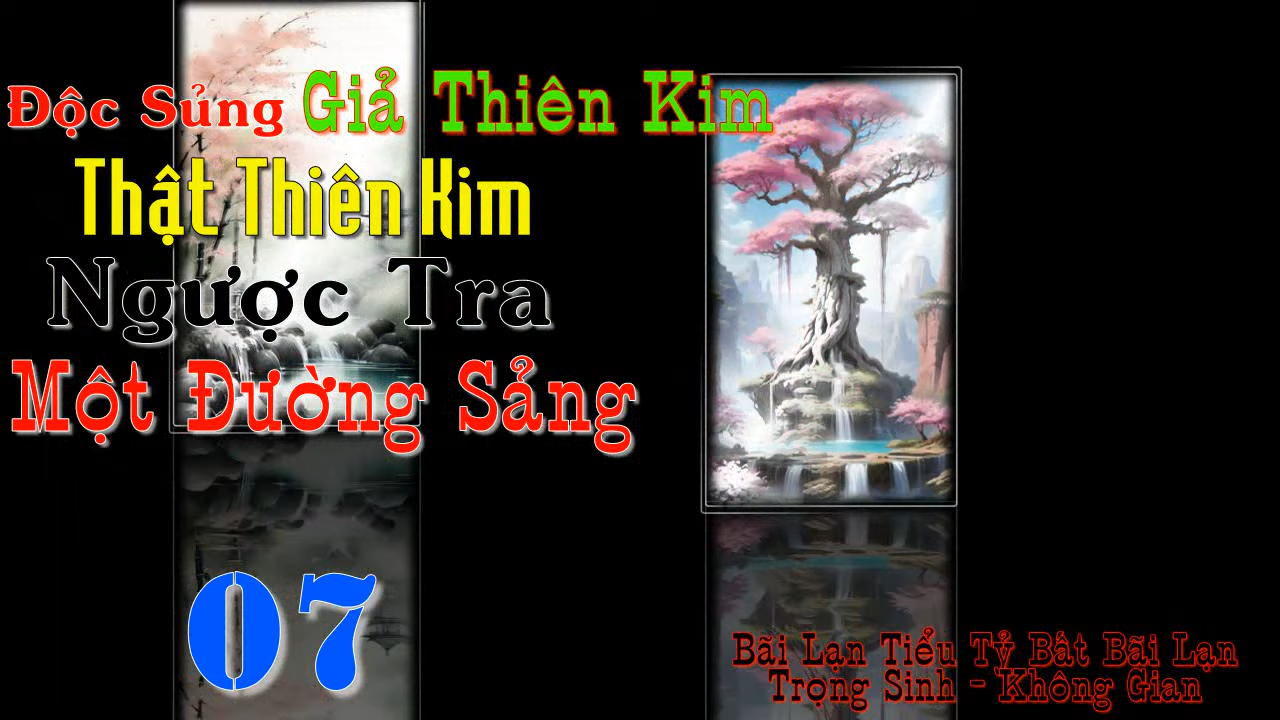 Độc Sủng Giả Thiên Kim
Thật Thiên Kim
Ngược Tra
Một Đường Sảng
07
Bãi Lạn Tiểu Tỷ Bất Bãi Lạn
Trọng Sinh - Không Gian